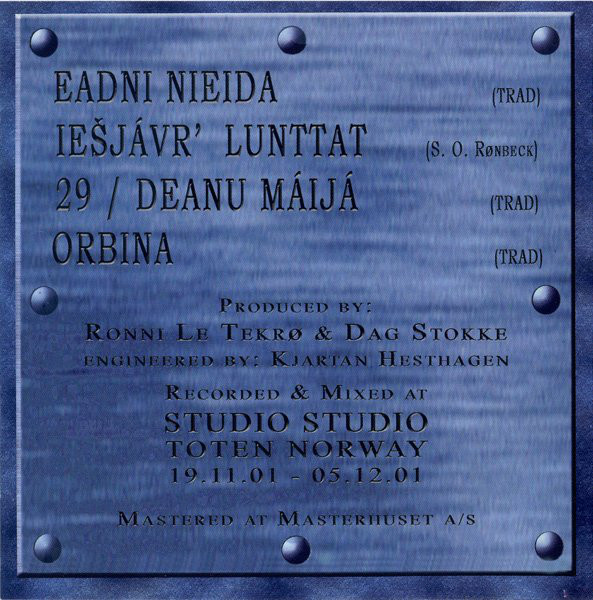 EADNI NIEIDA (TRAD)
IEŠJÁVR' LUNTTAT (S. O. RØNBECK)
29 / DEANU MÁIJÁ (TRAD)
ORBINA (TRAD)
PRODUCED BY:
RONNI LE TEKRØ & DAG STOKKE
ENGINEERED BY: KJARTAN HESTHAGEN
RECORDED & MIXED AT
STUDIO STUDIO
TOTEN NORWAY
19.11.01 - 05.12.01
MASTERED AT MASTERHUSET A/S